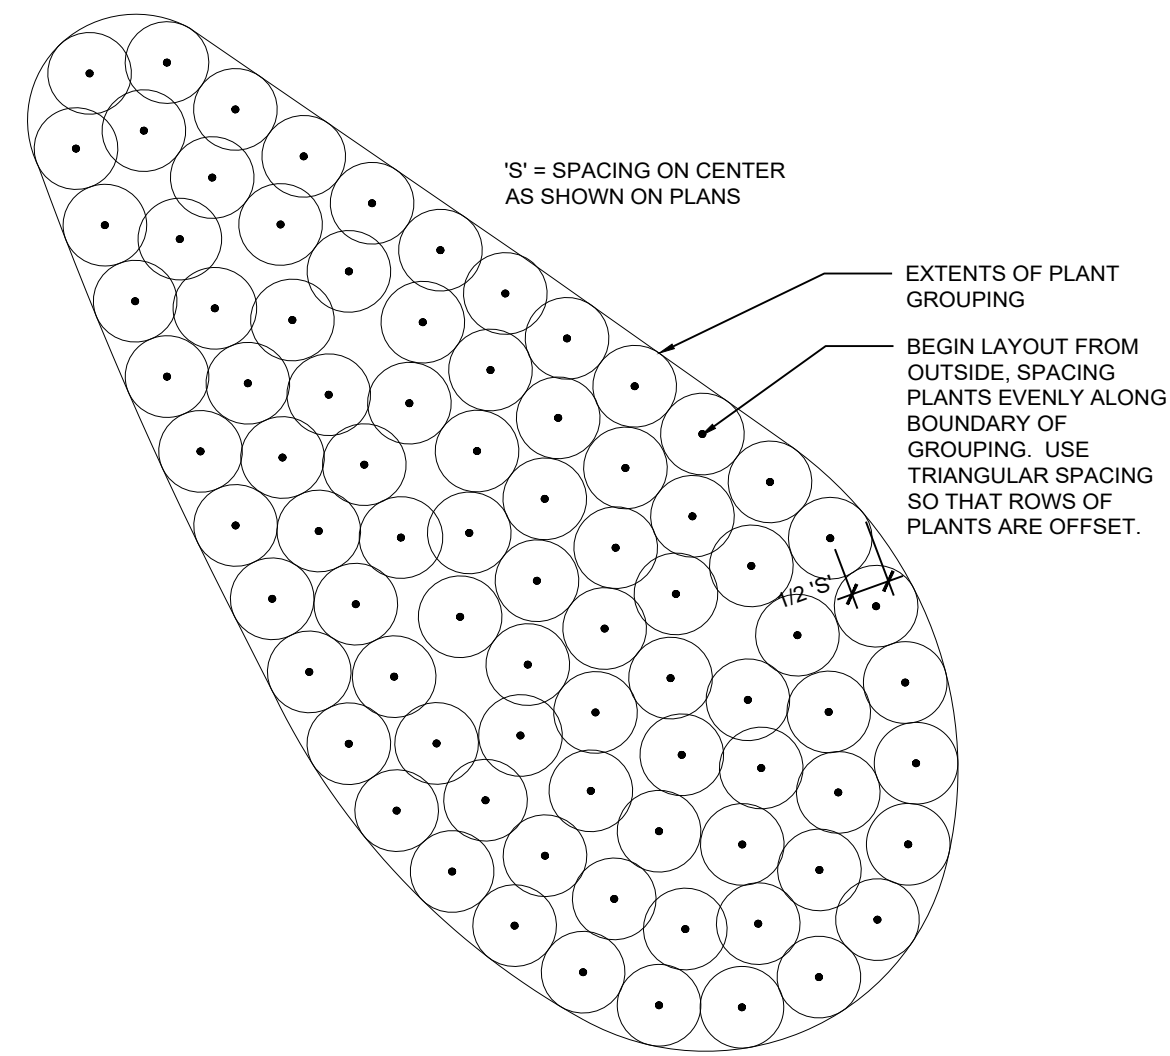 'S' = SPACING ON CENTER
AS SHOWN ON PLANS
EXTENTS OF PLANT
GROUPING
BEGIN LAYOUT FROM
OUTSIDE, SPACING
PLANTS EVENLY ALONG
BOUNDARY OF
GROUPING.  USE
TRIANGULAR SPACING
SO THAT ROWS OF
PLANTS ARE OFFSET.
1/2 'S'